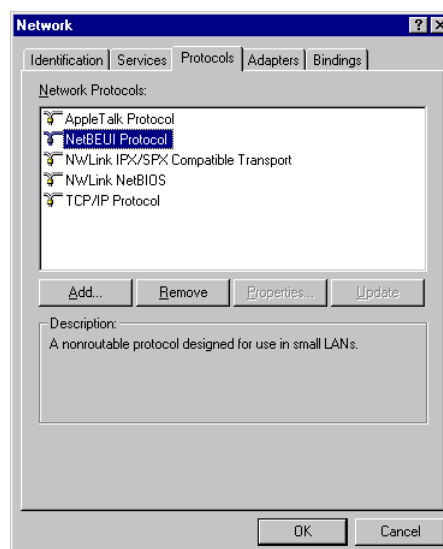 Network
Identification Services Protocols Adapters Bindings
Network Protocols:
AppleTalk Protocol
NetBEUI Protocol
NWLink IPX/SPX Compatible Transport
NWLink NetBIOS
TCP/IP Protocol
Add... Remove Properties... Update
Description:
A nonroutable protocol designed for use in small LANs.
OK Cancel